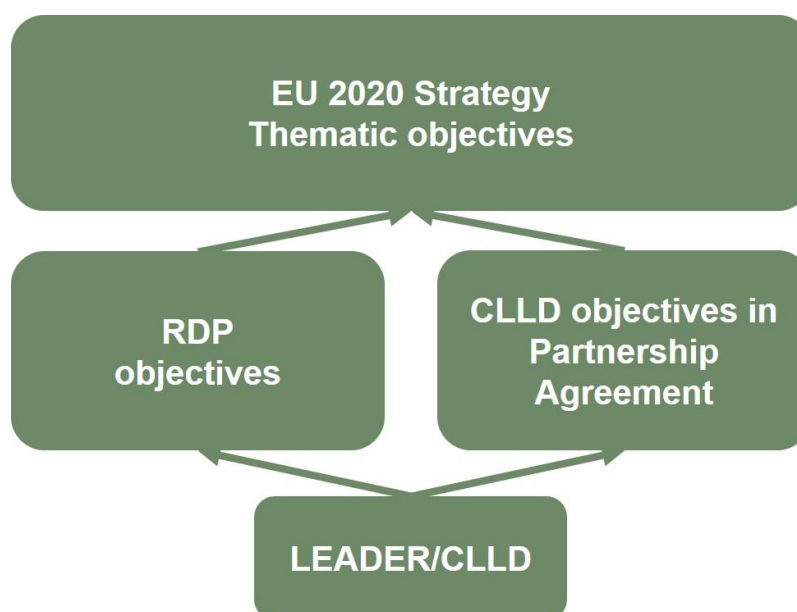 EU 2020 Strategy
Thematic objectives
RDP
objectives
CLLD objectives in
Partnership
Agreement
LEADER/CLLD